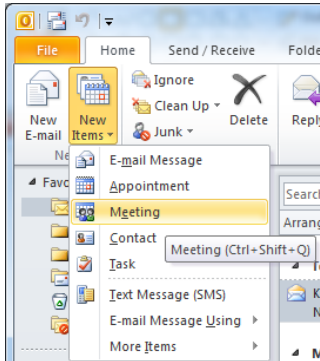 File Home Send / Receive Folde
New E-mail
New Items
Ignore
Clean Up
Junk
Delete
Reply
Ne
E-mail Message
Favo
Appointment
Searc
Meeting
Arrang
Contact
Meeting (Ctrl+Shift+Q)
Task
Text Message (SMS)
E-mail Message Using
More Items